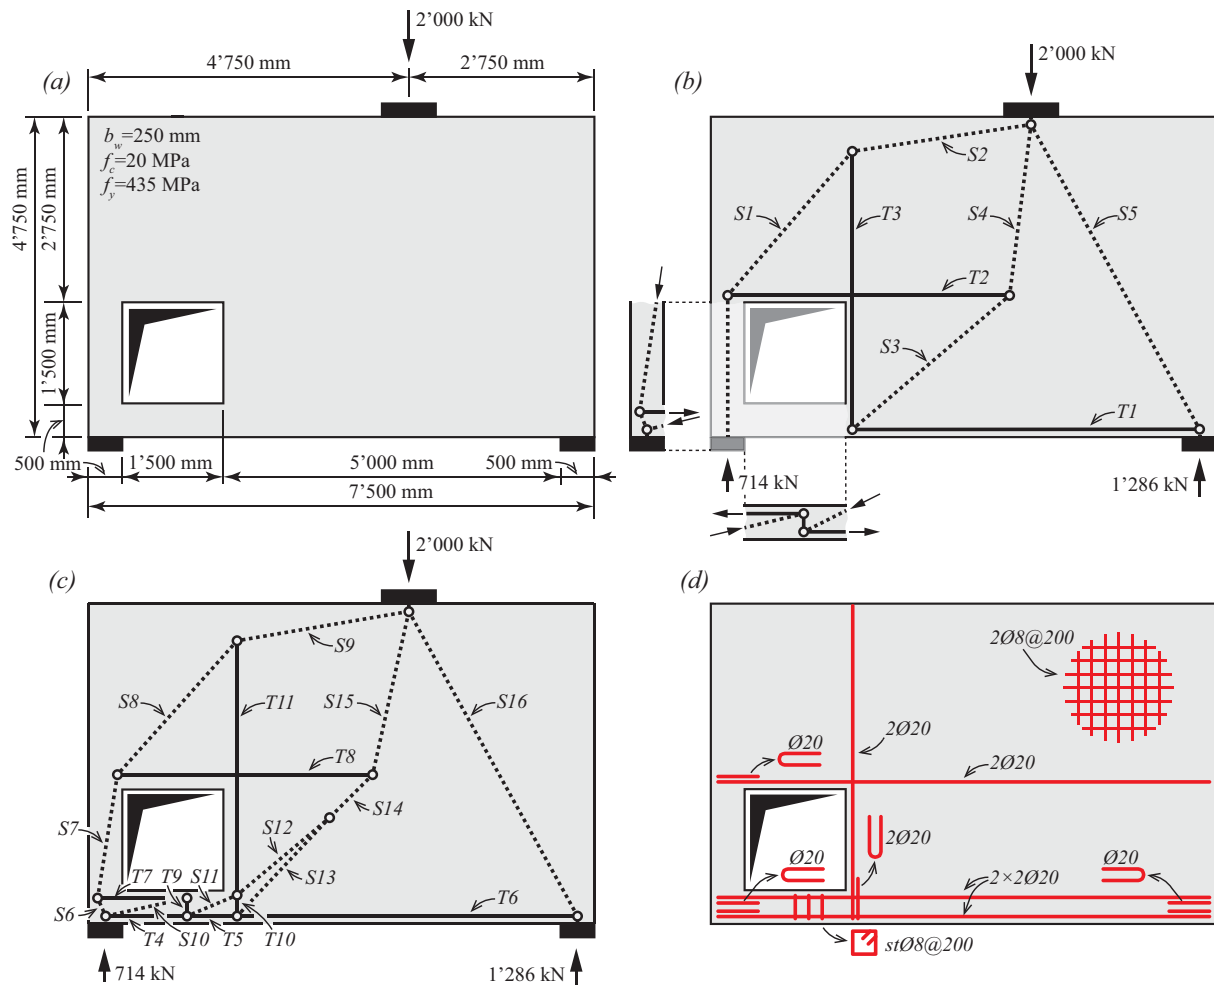 (a)
2’000 kN
4’750 mm
2’750 mm
b_w=250 mm
f_c=20 MPa
f_y=435 MPa
4’750 mm
2’750 mm
1’500 mm
500 mm
1’500 mm
5’000 mm
500 mm
7’500 mm
(b)
2’000 kN
S2
S1
T3
S4
S5
T2
S3
T1
714 kN
1’286 kN
(c)
2’000 kN
S9
S8
T11
S15
S16
T8
S14
S7
S12
T7
T9
S11
S13
S6
T6
T4
S10
T5
T10
714 kN
1’286 kN
(d)
2Ø8@200
2Ø20
Ø20
2Ø20
2Ø20
Ø20
Ø20
2×2Ø20
stØ8@200